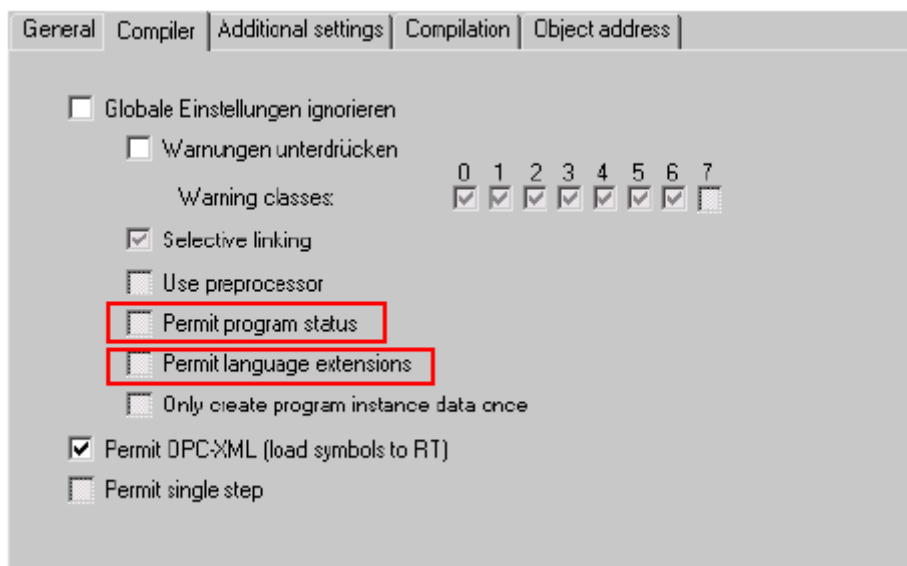 General Compiler Additional settings Compilation Object address
Globale Einstellungen ignorieren
Warnungen unterdrücken
0 1 2 3 4 5 6 7
Warning classes:
Selective linking
Use preprocessor
Permit program status
Permit language extensions
Only create program instance data once
Permit OPC-XML (load symbols to RT)
Permit single step